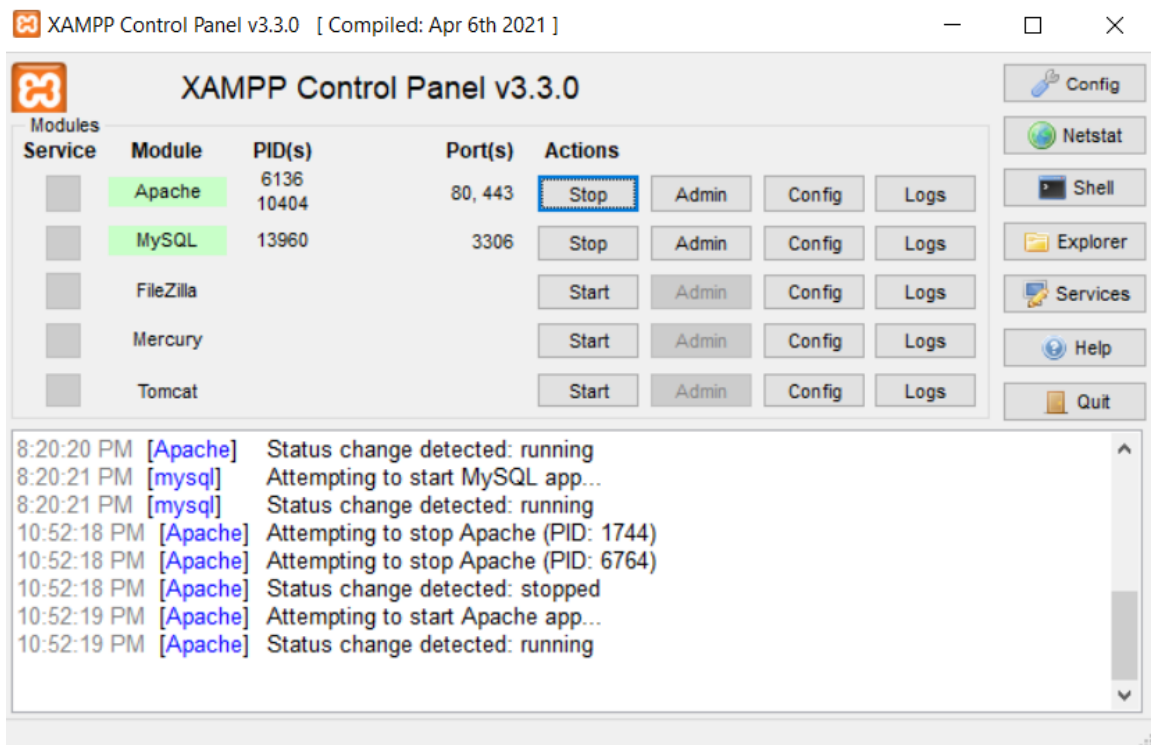 XAMPP Control Panel v3.3.0 [ Compiled: Apr 6th 2021 ]
XAMPP Control Panel v3.3.0
Config
Modules
Service Module PID(s) Port(s) Actions
Netstat
Apache 6136 10404 80, 443 Stop Admin Config Logs
Shell
MySQL 13960 3306 Stop Admin Config Logs
Explorer
FileZilla Start Admin Config Logs
Services
Mercury Start Admin Config Logs
Help
Tomcat Start Admin Config Logs
Quit
8:20:20 PM [Apache] Status change detected: running
8:20:21 PM [mysql] Attempting to start MySQL app...
8:20:21 PM [mysql] Status change detected: running
10:52:18 PM [Apache] Attempting to stop Apache (PID: 1744)
10:52:18 PM [Apache] Attempting to stop Apache (PID: 6764)
10:52:18 PM [Apache] Status change detected: stopped
10:52:19 PM [Apache] Attempting to start Apache app...
10:52:19 PM [Apache] Status change detected: running